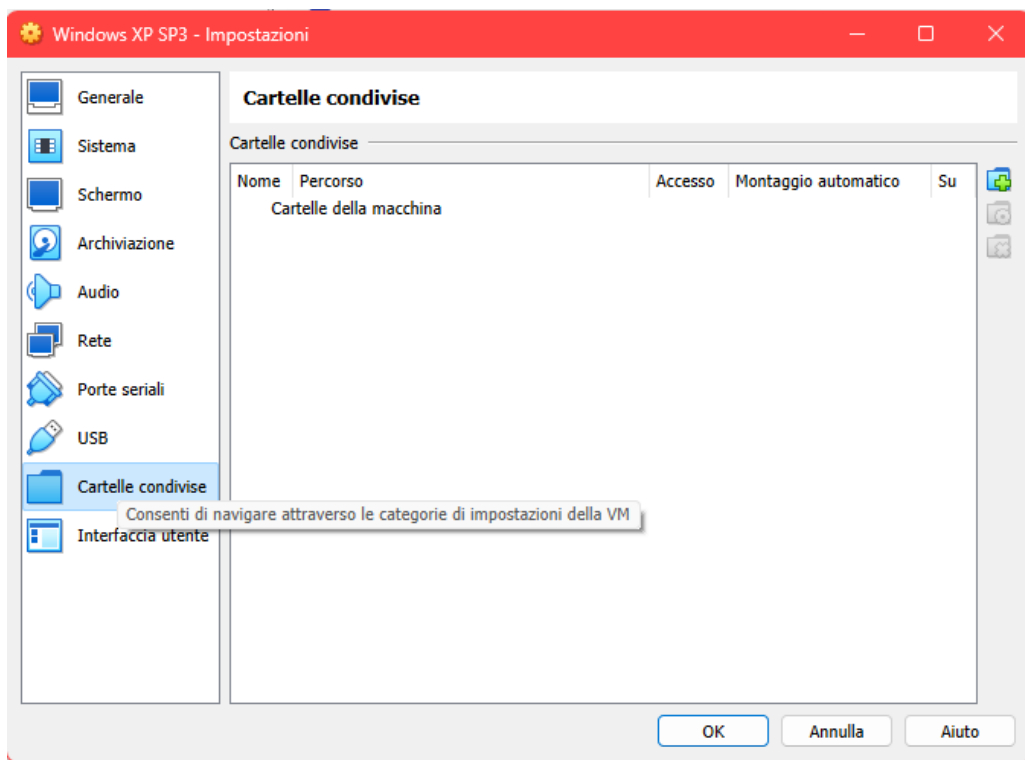 Windows XP SP3 - Impostazioni
Generale
Sistema
Schermo
Archiviazione
Audio
Rete
Porte seriali
USB
Cartelle condivise
Interfaccia utente
Cartelle condivise
Cartelle condivise
Nome Percorso Accesso Montaggio automatico Su
Cartelle della macchina
Consenti di navigare attraverso le categorie di impostazioni della VM
OK Annulla Aiuto